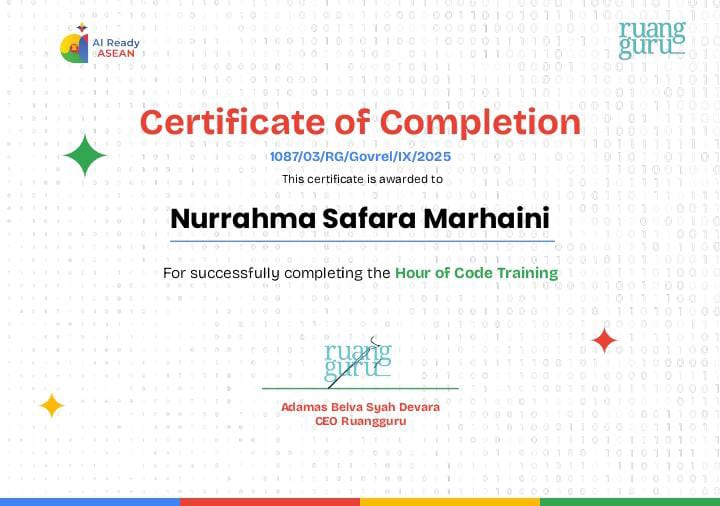 AI Ready
ASEAN
ruang
guru
Certificate of Completion
1087/03/RG/Govrel/IX/2025
This certificate is awarded to
Nurrahma Safara Marhaini
For successfully completing the Hour of Code Training
ruang
guru
Adamas Belva Syah Devara
CEO Ruangguru